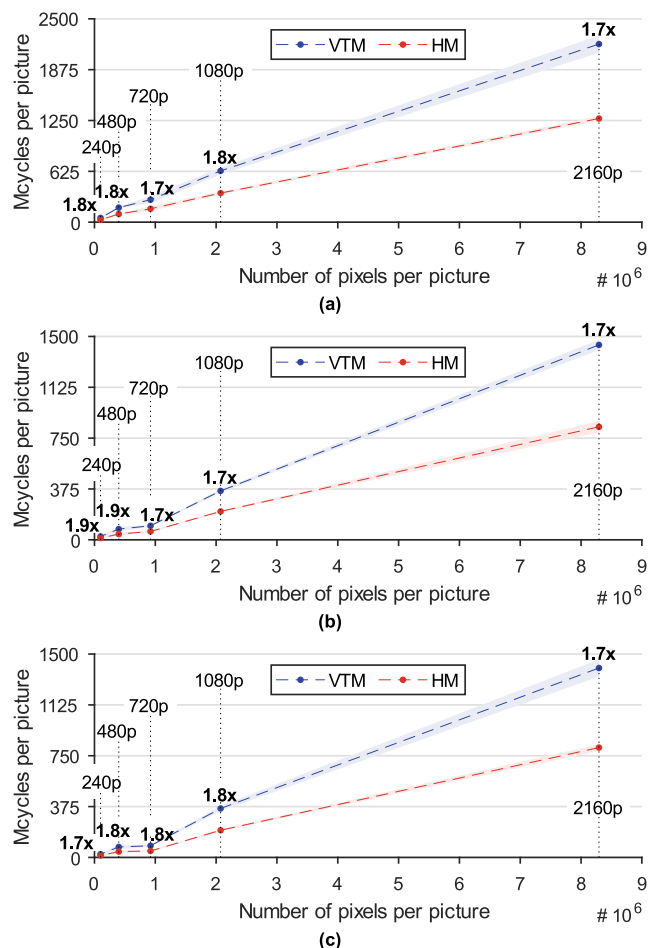 Mcycles per picture
2500
1875
1250
625
0
VTM HM
240p
480p
720p
1080p
2160p
1.8x
1.8x
1.7x
1.8x
1.7x
0 1 2 3 4 5 6 7 8 9
Number of pixels per picture
# 10^6
(a)
Mcycles per picture
1500
1125
750
375
0
VTM HM
240p
480p
720p
1080p
2160p
1.9x
1.9x
1.7x
1.7x
1.7x
0 1 2 3 4 5 6 7 8 9
Number of pixels per picture
# 10^6
(b)
Mcycles per picture
1500
1125
750
375
0
VTM HM
240p
480p
720p
1080p
2160p
1.7x
1.8x
1.8x
1.8x
1.7x
0 1 2 3 4 5 6 7 8 9
Number of pixels per picture
# 10^6
(c)